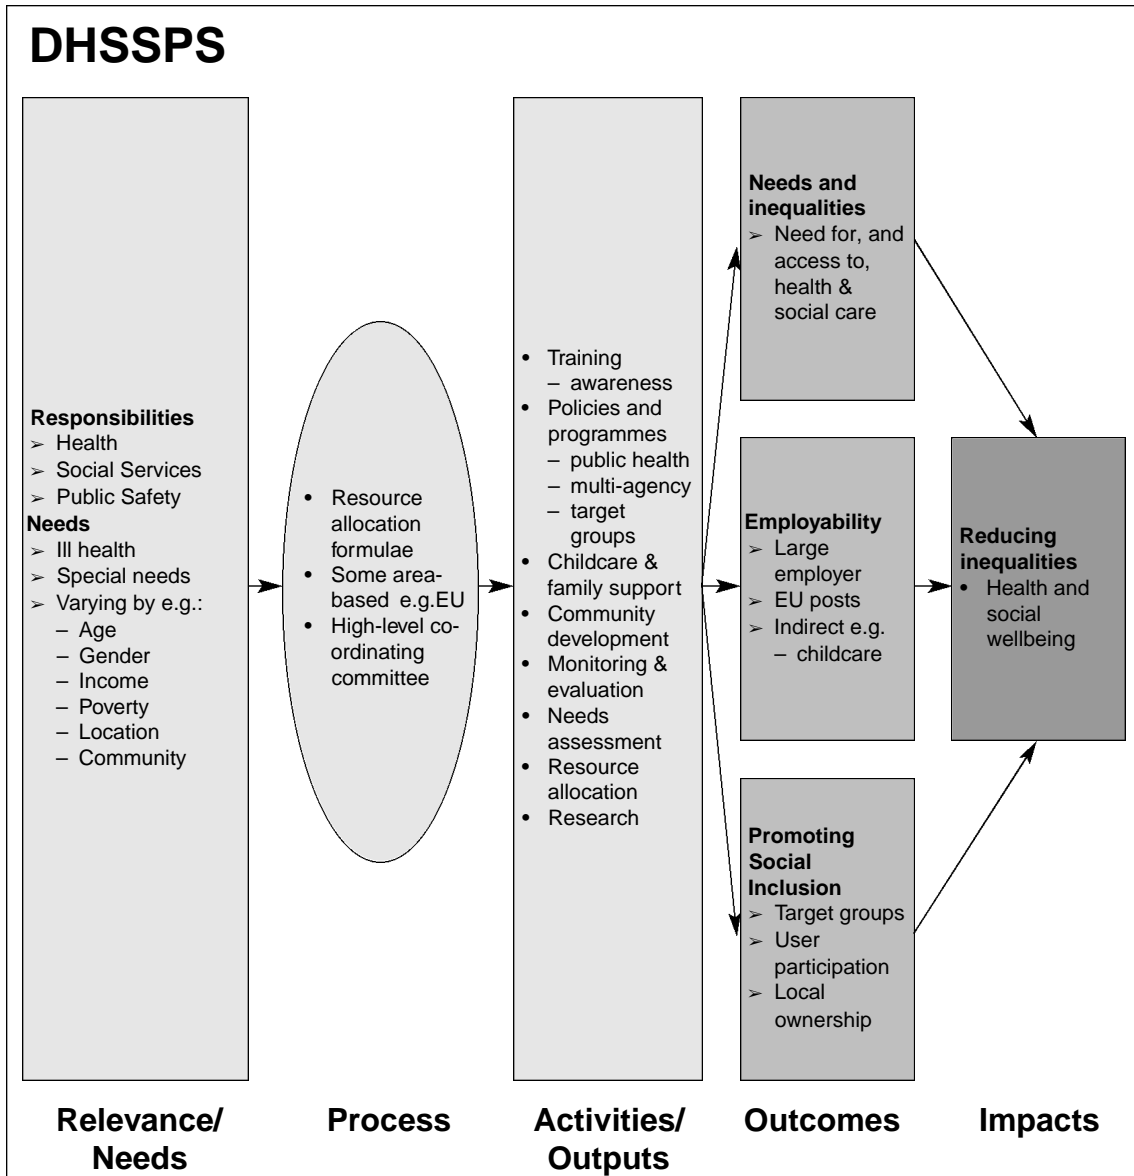 DHSSPS
Responsibilities
➢ Health
➢ Social Services
➢ Public Safety
Needs
➢ Ill health
➢ Special needs
➢ Varying by e.g.:
– Age
– Gender
– Income
– Poverty
– Location
– Community
• Resource
allocation
formulae
• Some area-
based e.g.EU
• High-level co-
ordinating
committee
• Training
– awareness
• Policies and
programmes
– public health
– multi-agency
– target
groups
• Childcare &
family support
• Community
development
• Monitoring &
evaluation
• Needs
assessment
• Resource
allocation
• Research
Needs and
inequalities
➢ Need for, and
access to,
health &
social care
Employability
➢ Large
employer
➢ EU posts
➢ Indirect e.g.
– childcare
Promoting
Social
Inclusion
➢ Target groups
➢ User
participation
➢ Local
ownership
Reducing
inequalities
• Health and
social
wellbeing
Relevance/
Needs
Process
Activities/
Outputs
Outcomes
Impacts